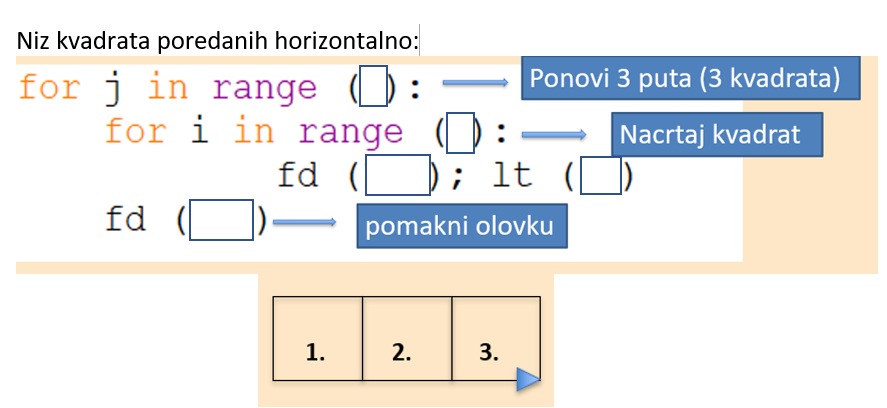 Niz kvadrata poredanih horizontalno:
for j in range ( ): Ponovi 3 puta (3 kvadrata)
for i in range ( ): Nacrtaj kvadrat
fd ( ); lt ( )
fd ( ) pomakni olovku
1. 2. 3.